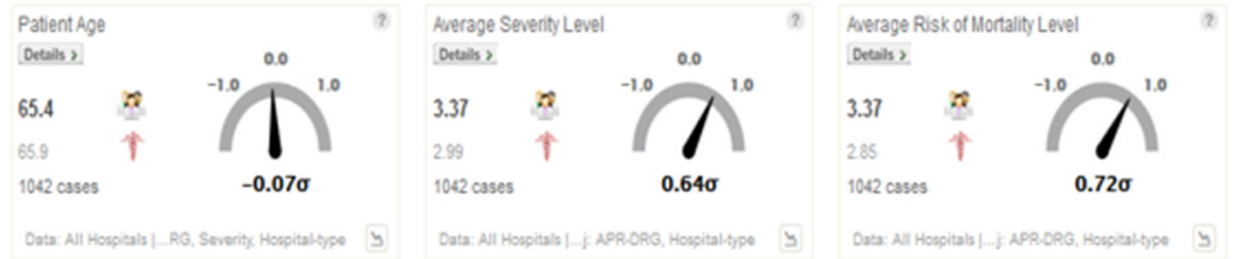 Patient Age
?
Details >
0.0
−1.0 1.0
65.4
65.9
1042 cases
−0.07σ
Data: All Hospitals |...RG, Severity, Hospital-type
Average Severity Level
?
Details >
0.0
−1.0 1.0
3.37
2.99
1042 cases
0.64σ
Data: All Hospitals |...j: APR-DRG, Hospital-type
Average Risk of Mortality Level
?
Details >
0.0
−1.0 1.0
3.37
2.85
1042 cases
0.72σ
Data: All Hospitals |...j: APR-DRG, Hospital-type